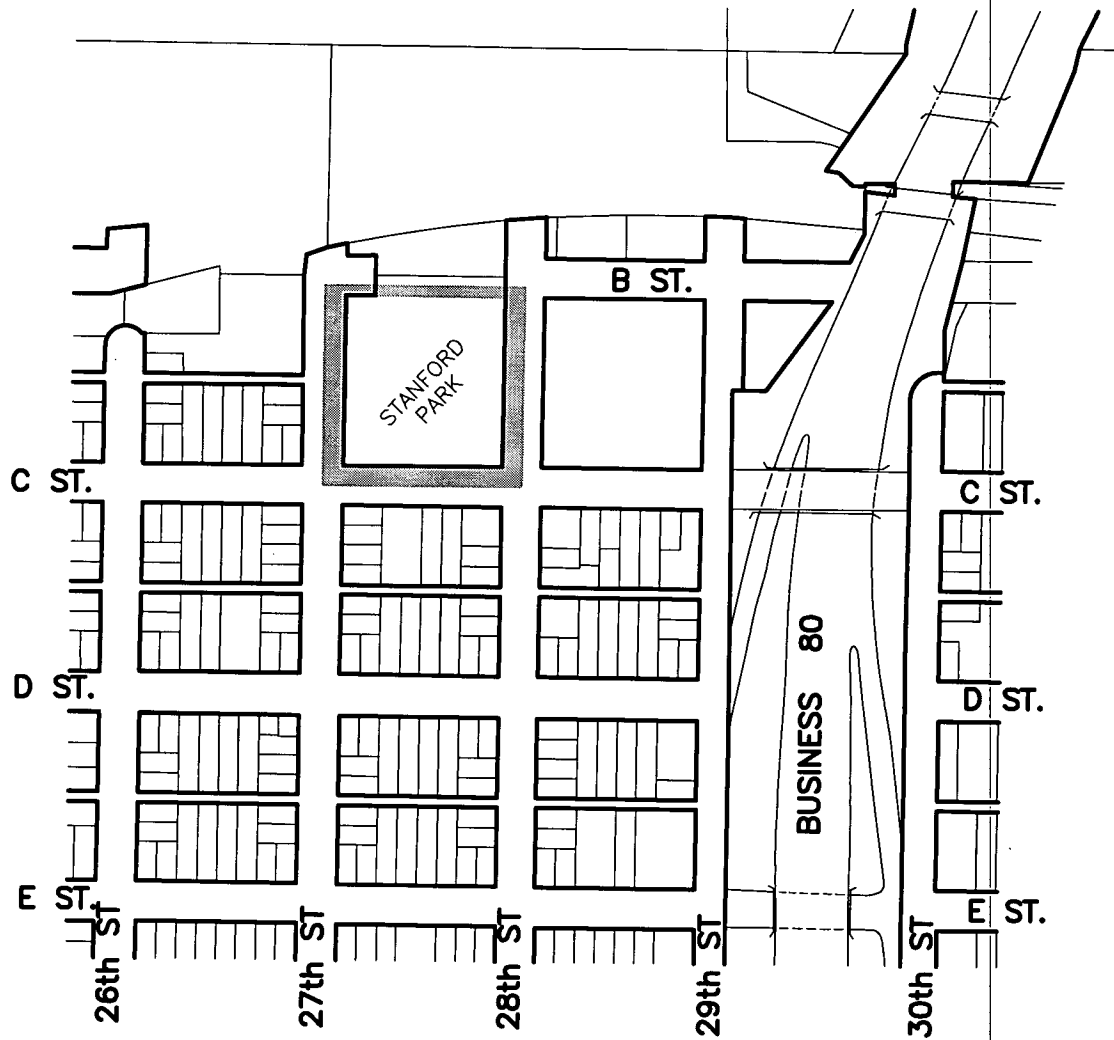 B ST.
STANFORD
PARK
C ST.
C ST.
BUSINESS 80
D ST.
D ST.
E ST.
E ST.
26th ST
27th ST
28th ST
29th ST
30th ST